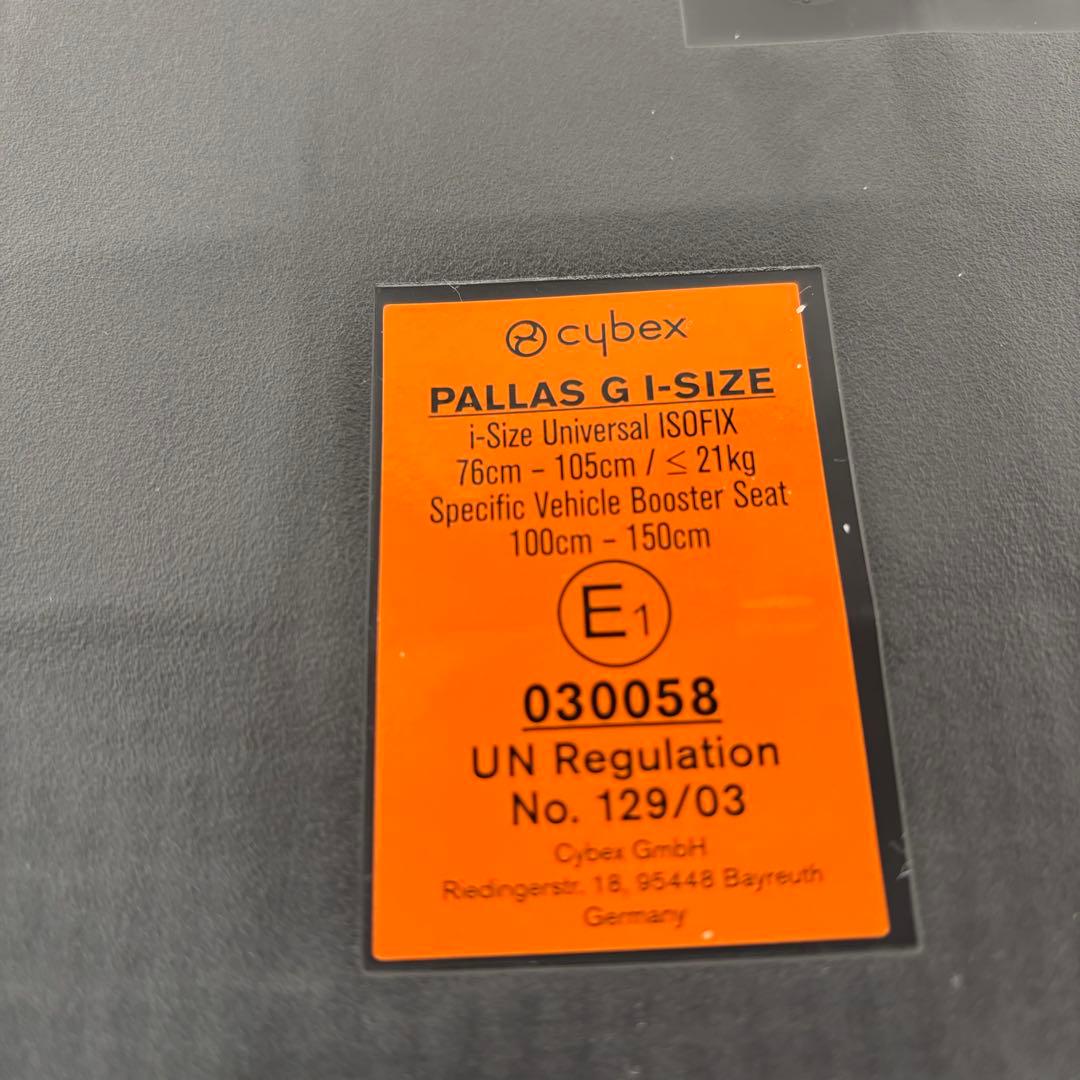 cybex
PALLAS G I-SIZE
i-Size Universal ISOFIX
76cm – 105cm / ≤ 21kg
Specific Vehicle Booster Seat
100cm – 150cm
E1
030058
UN Regulation
No. 129/03
Cybex GmbH
Riedingerstr. 18, 95448 Bayreuth
Germany